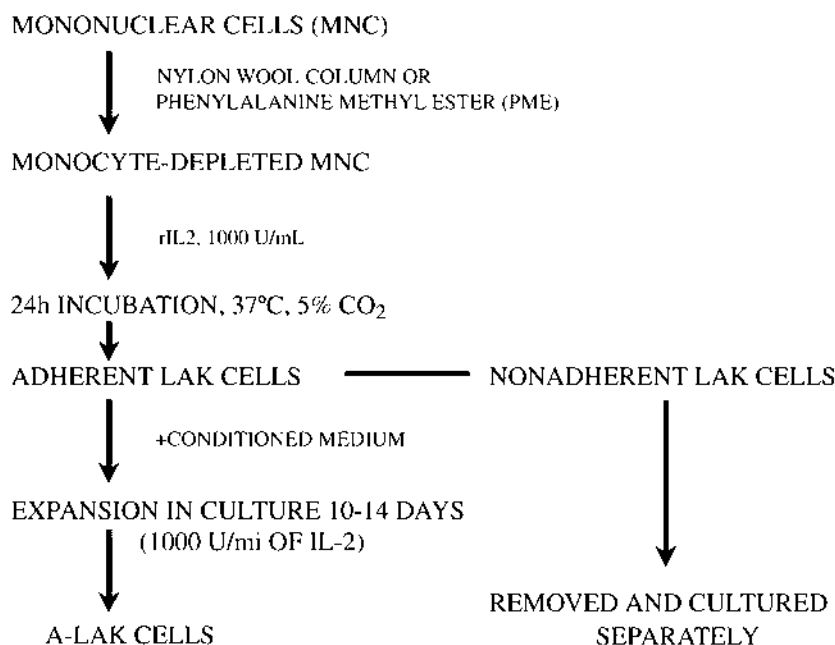 MONONUCLEAR CELLS (MNC)
NYLON WOOL COLUMN OR
PHENYLALANINE METHYL ESTER (PME)
MONOCYTE-DEPLETED MNC
rIL2, 1000 U/mL
24h INCUBATION, 37°C, 5% CO2
ADHERENT LAK CELLS
NONADHERENT LAK CELLS
+CONDITIONED MEDIUM
EXPANSION IN CULTURE 10-14 DAYS
(1000 U/mi OF IL-2)
A-LAK CELLS
REMOVED AND CULTURED
SEPARATELY